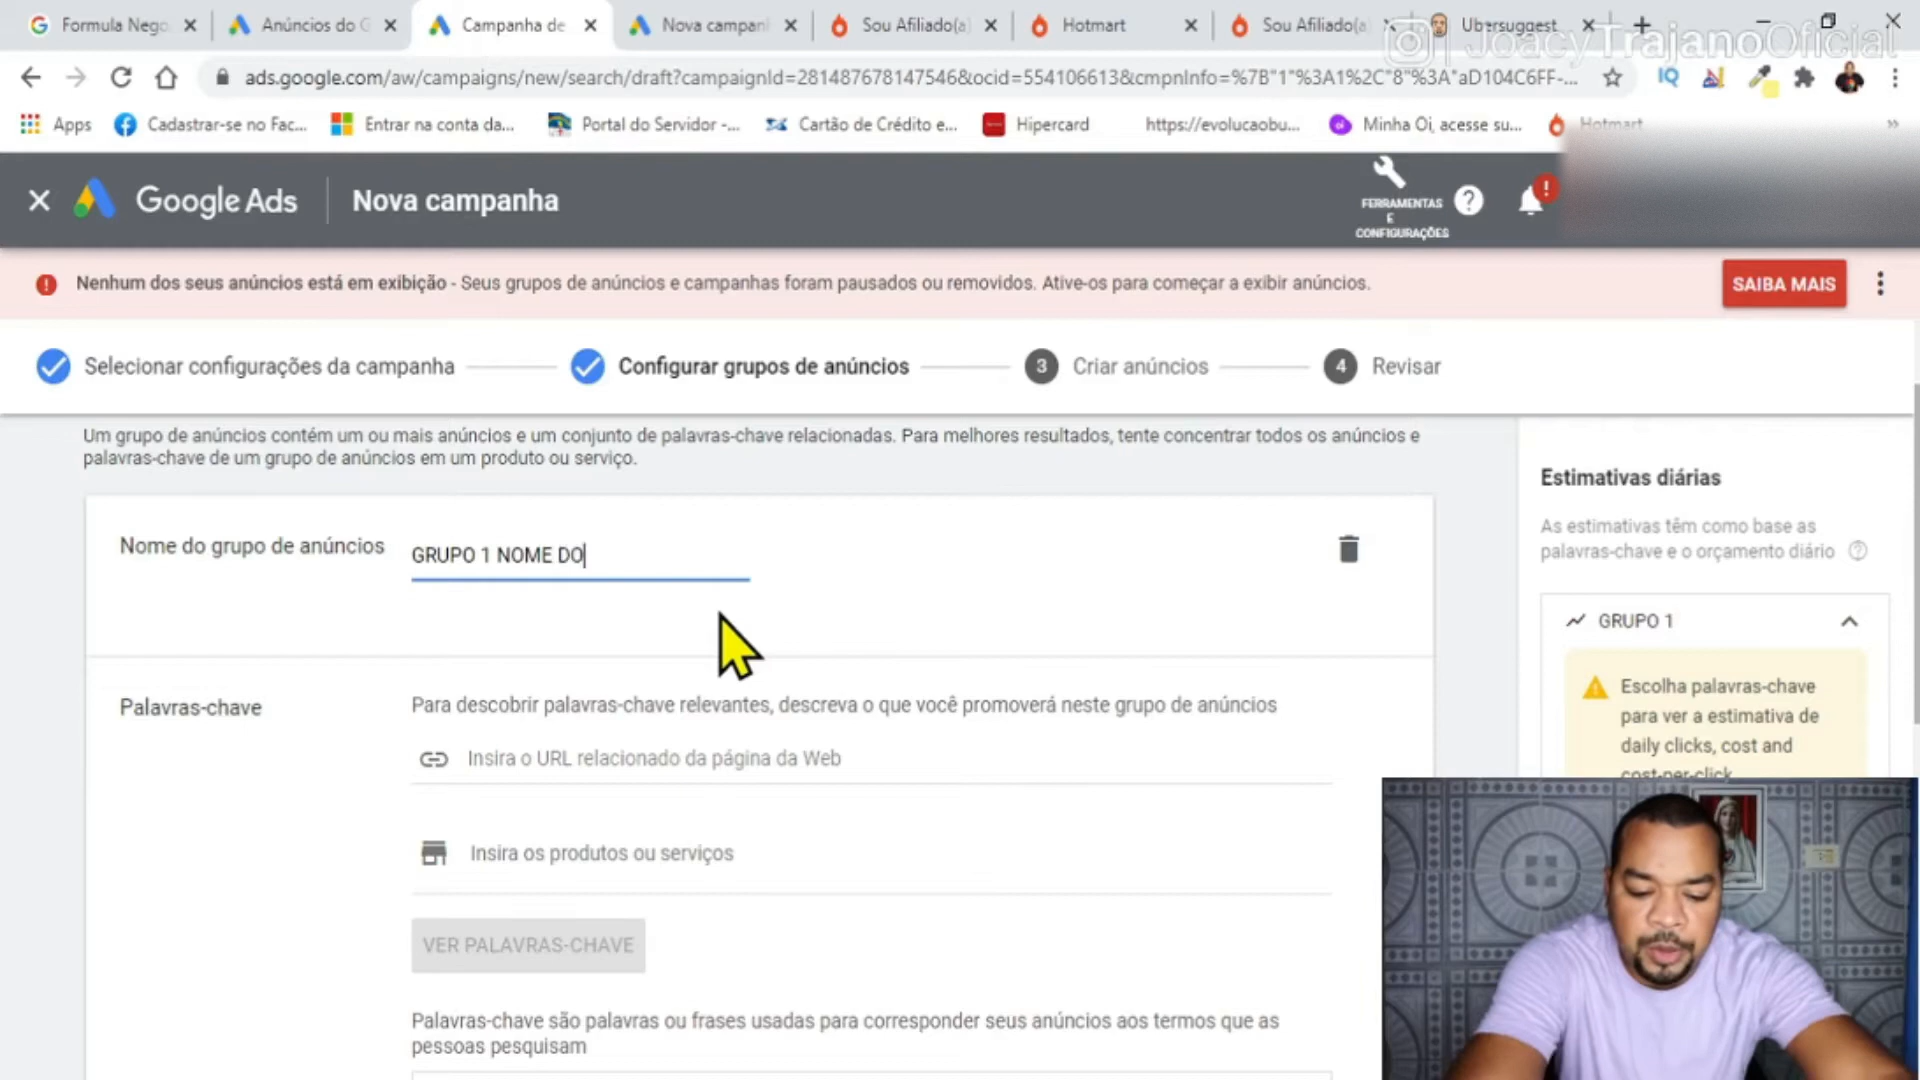 Formula Nego
Anúncios do G
Campanha de
Nova campanh
Sou Afiliado(a)
Hotmart
Sou Afiliado(a)
Ubersuggest
JoacyTrajanoOficial
ads.google.com/aw/campaigns/new/search/draft?campaignId=281487678147546&ocid=554106613&cmpnInfo=%7B"1"%3A1%2C"8"%3A"aD104C6FF-...
IQ
Apps
Cadastrar-se no Fac...
Entrar na conta da...
Portal do Servidor -...
Cartão de Crédito e...
Hipercard
https://evolucaobu...
Minha Oi, acesse su...
Hotmart
Google Ads
Nova campanha
FERRAMENTAS
E
CONFIGURAÇÕES
Nenhum dos seus anúncios está em exibição - Seus grupos de anúncios e campanhas foram pausados ou removidos. Ative-os para começar a exibir anúncios.
SAIBA MAIS
Selecionar configurações da campanha
Configurar grupos de anúncios
3 Criar anúncios
4 Revisar
Um grupo de anúncios contém um ou mais anúncios e um conjunto de palavras-chave relacionadas. Para melhores resultados, tente concentrar todos os anúncios e
palavras-chave de um grupo de anúncios em um produto ou serviço.
Nome do grupo de anúncios
GRUPO 1 NOME DO
Palavras-chave
Para descobrir palavras-chave relevantes, descreva o que você promoverá neste grupo de anúncios
Insira o URL relacionado da página da Web
Insira os produtos ou serviços
VER PALAVRAS-CHAVE
Palavras-chave são palavras ou frases usadas para corresponder seus anúncios aos termos que as
pessoas pesquisam
Estimativas diárias
As estimativas têm como base as
palavras-chave e o orçamento diário
GRUPO 1
Escolha palavras-chave
para ver a estimativa de
daily clicks, cost and
cost-per-click